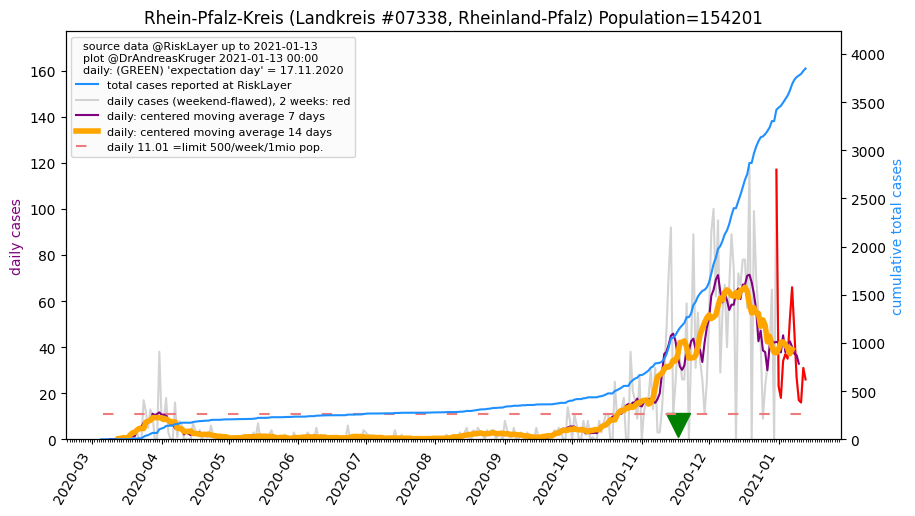 Rhein-Pfalz-Kreis (Landkreis #07338, Rheinland-Pfalz) Population=154201
source data @RiskLayer up to 2021-01-13
plot @DrAndreasKruger 2021-01-13 00:00
daily: (GREEN) 'expectation day' = 17.11.2020
total cases reported at RiskLayer
daily cases (weekend-flawed), 2 weeks: red
daily: centered moving average 7 days
daily: centered moving average 14 days
daily 11.01 =limit 500/week/1mio pop.
daily cases
160
140
120
100
80
60
40
20
0
4000
3500
3000
2500
2000
1500
1000
500
0
cumulative total cases
2020-03
2020-04
2020-05
2020-06
2020-07
2020-08
2020-09
2020-10
2020-11
2020-12
2021-01